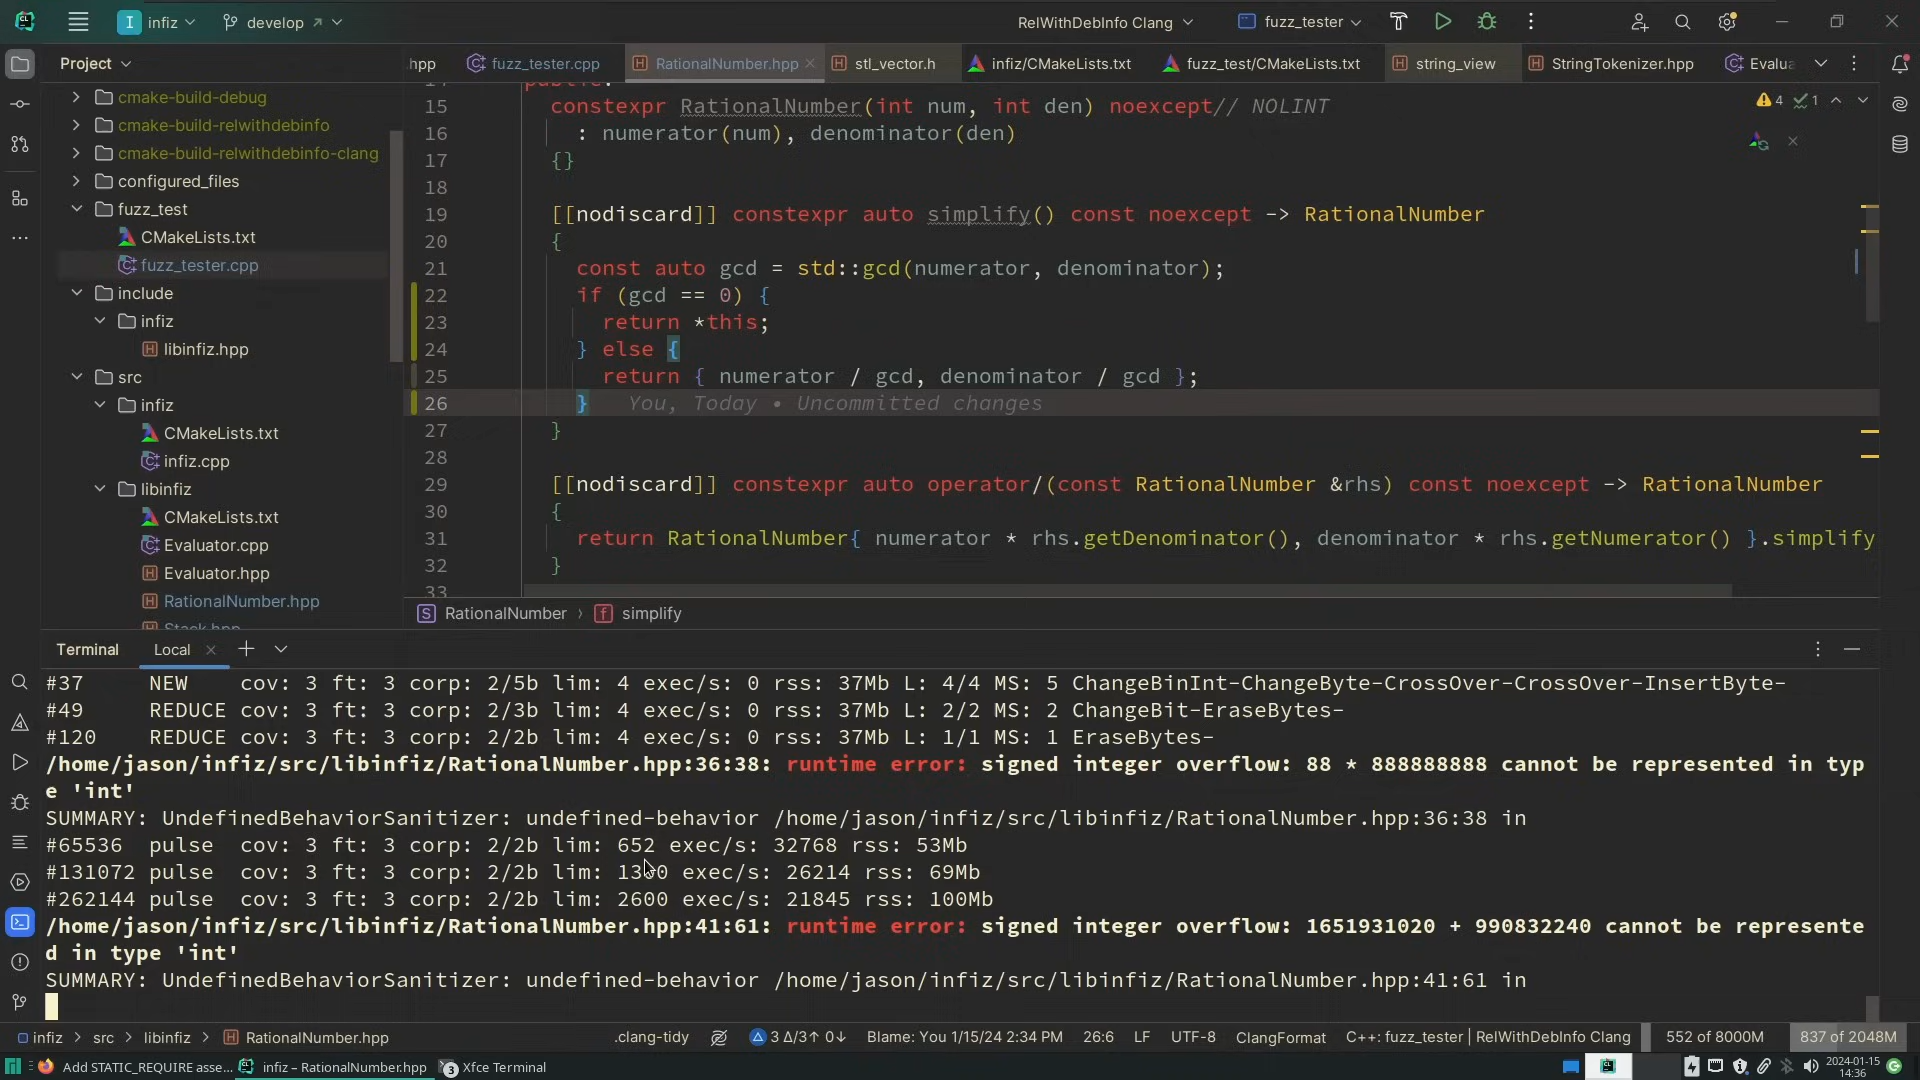 I infiz develop RelWithDebInfo Clang fuzz_tester
Project hpp fuzz_tester.cpp RationalNumber.hpp stl_vector.h infiz/CMakeLists.txt fuzz_test/CMakeLists.txt string_view StringTokenizer.hpp Evalua
cmake-build-debug
cmake-build-relwithdebinfo
cmake-build-relwithdebinfo-clang
configured_files
fuzz_test
CMakeLists.txt
fuzz_tester.cpp
include
infiz
libinfiz.hpp
src
infiz
CMakeLists.txt
infiz.cpp
libinfiz
CMakeLists.txt
Evaluator.cpp
Evaluator.hpp
RationalNumber.hpp
Stack.hpp
4 1
public:
15 constexpr RationalNumber(int num, int den) noexcept// NOLINT
16 : numerator(num), denominator(den)
17 {}
18
19 [[nodiscard]] constexpr auto simplify() const noexcept -> RationalNumber
20 {
21 const auto gcd = std::gcd(numerator, denominator);
22 if (gcd == 0) {
23 return *this;
24 } else {
25 return { numerator / gcd, denominator / gcd };
26 } You, Today • Uncommitted changes
27 }
28
29 [[nodiscard]] constexpr auto operator/(const RationalNumber &rhs) const noexcept -> RationalNumber
30 {
31 return RationalNumber{ numerator * rhs.getDenominator(), denominator * rhs.getNumerator() }.simplify
32 }
33
S RationalNumber › f simplify
Terminal Local
#37 NEW cov: 3 ft: 3 corp: 2/5b lim: 4 exec/s: 0 rss: 37Mb L: 4/4 MS: 5 ChangeBinInt-ChangeByte-CrossOver-CrossOver-InsertByte-
#49 REDUCE cov: 3 ft: 3 corp: 2/3b lim: 4 exec/s: 0 rss: 37Mb L: 2/2 MS: 2 ChangeBit-EraseBytes-
#120 REDUCE cov: 3 ft: 3 corp: 2/2b lim: 4 exec/s: 0 rss: 37Mb L: 1/1 MS: 1 EraseBytes-
/home/jason/infiz/src/libinfiz/RationalNumber.hpp:36:38: runtime error: signed integer overflow: 88 * 888888888 cannot be represented in typ
e 'int'
SUMMARY: UndefinedBehaviorSanitizer: undefined-behavior /home/jason/infiz/src/libinfiz/RationalNumber.hpp:36:38 in
#65536 pulse cov: 3 ft: 3 corp: 2/2b lim: 652 exec/s: 32768 rss: 53Mb
#131072 pulse cov: 3 ft: 3 corp: 2/2b lim: 1300 exec/s: 26214 rss: 69Mb
#262144 pulse cov: 3 ft: 3 corp: 2/2b lim: 2600 exec/s: 21845 rss: 100Mb
/home/jason/infiz/src/libinfiz/RationalNumber.hpp:41:61: runtime error: signed integer overflow: 1651931020 + 990832240 cannot be represente
d in type 'int'
SUMMARY: UndefinedBehaviorSanitizer: undefined-behavior /home/jason/infiz/src/libinfiz/RationalNumber.hpp:41:61 in
infiz › src › libinfiz › RationalNumber.hpp .clang-tidy 3 Δ/3↑ 0↓ Blame: You 1/15/24 2:34 PM 26:6 LF UTF-8 ClangFormat C++: fuzz_tester | RelWithDebInfo Clang 552 of 8000M 837 of 2048M
Add STATIC_REQUIRE asse... infiz – RationalNumber.hpp 3 Xfce Terminal 2024-01-15
14:36